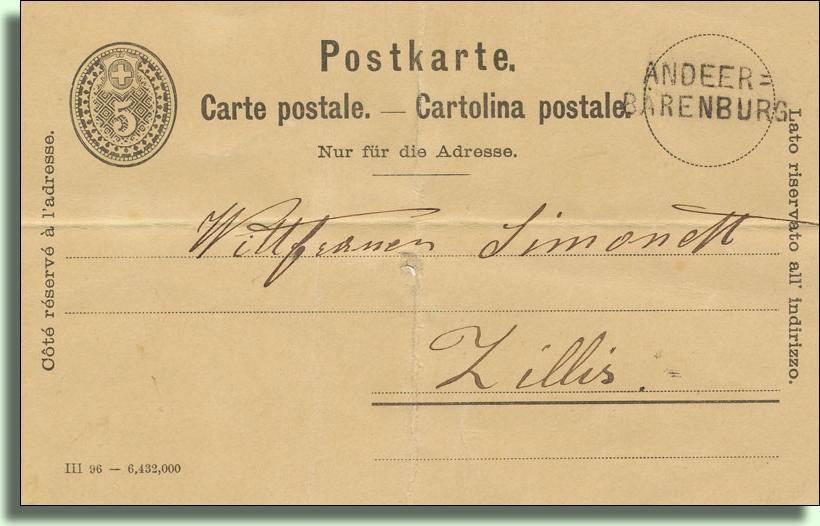 Postkarte.
ANDEER=
BÄRENBURG
Carte postale. — Cartolina postale.
Nur für die Adresse.
5
Côté réservé à l'adresse.
Lato riservato all' indirizzo.
Wittfrauen Simonett
Zillis.
III 96 — 6,432,000